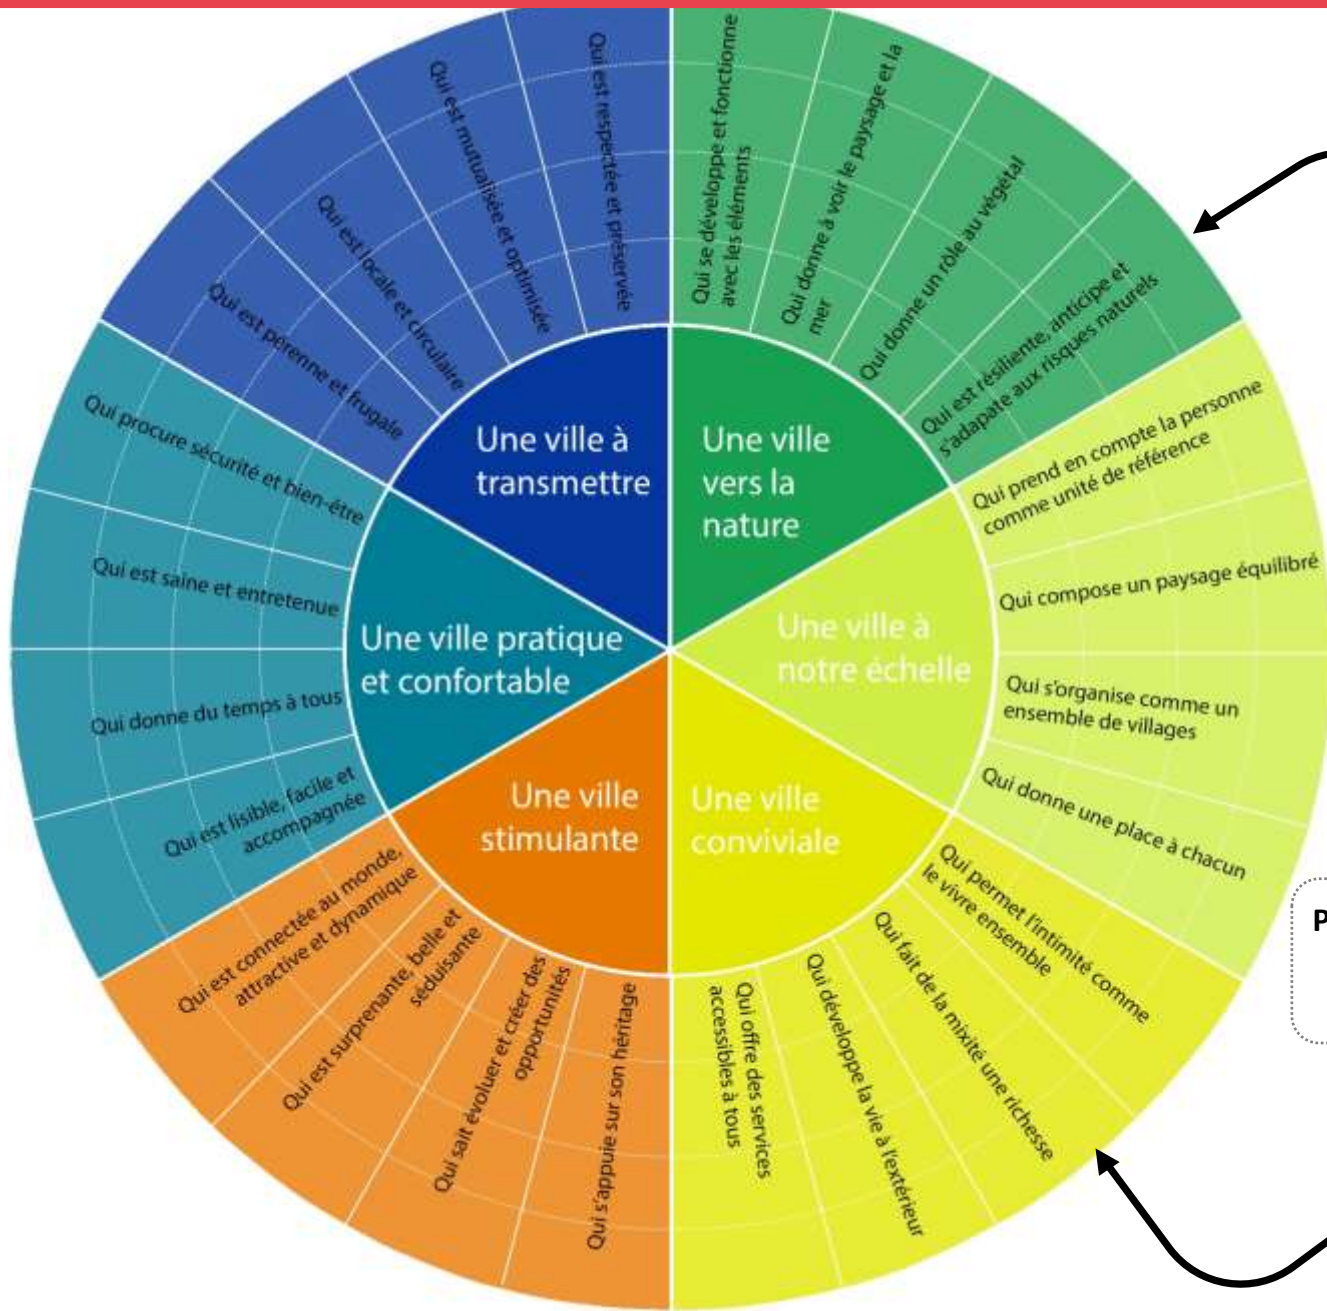 Une ville à
transmettre
Qui est pérenne et frugale
Qui est locale et circulaire
Qui est mutualisée et optimisée
Qui est respectée et préservée
Une ville
vers la
nature
Qui se développe et fonctionne
avec les éléments
Qui donne à voir le paysage et la
mer
Qui donne un rôle au végétal
Qui est résiliente, anticipe et
s'adapate aux risques naturels
Une ville à
notre échelle
Qui prend en compte la personne
comme unité de référence
Qui compose un paysage équilibré
Qui s'organise comme un
ensemble de villages
Qui donne une place à chacun
Une ville
conviviale
Qui permet l'intimité comme
le vivre ensemble
Qui fait de la mixité une richesse
Qui développe la vie à l'extérieur
Qui offre des services
accessibles à tous
Une ville
stimulante
Qui s'appuie sur son héritage
Qui sait évoluer et créer des
opportunités
Qui est surprenante, belle et
séduisante
Qui est connectée au monde,
attractive et dynamique
Une ville pratique
et confortable
Qui est lisible, facile et
accompagnée
Qui donne du temps à tous
Qui est saine et entretenue
Qui procure sécurité et bien-être
P